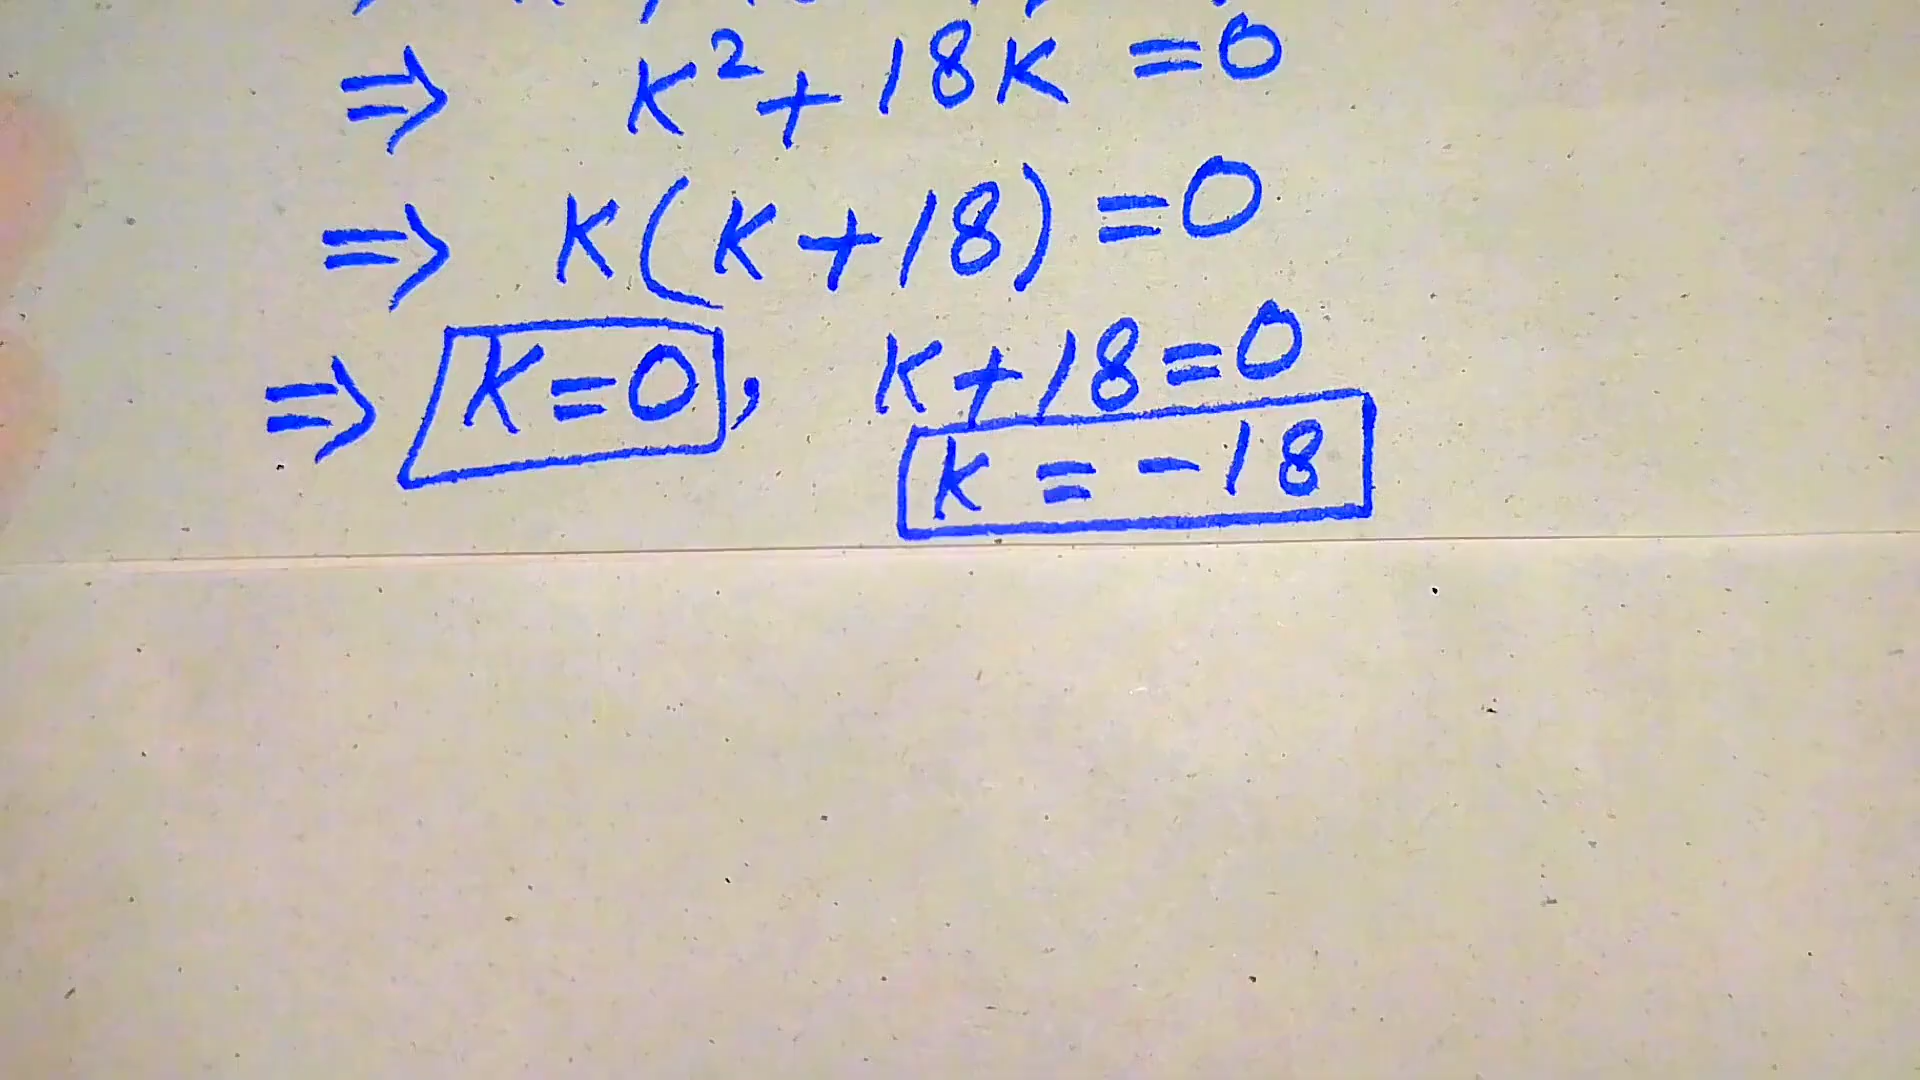 ⇒ K² + 18K = 0
⇒ K(K+18) = 0
⇒ K=0, K+18=0
K = -18